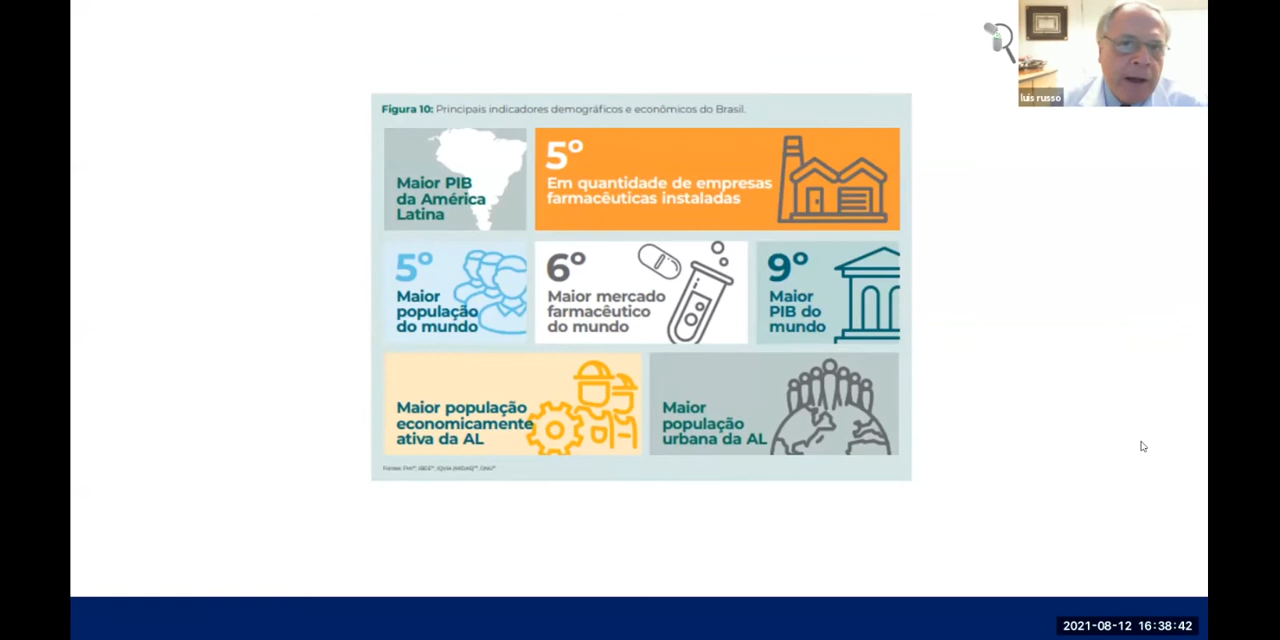 luis russo
Figura 10: Principais indicadores demográficos e econômicos do Brasil.
Maior PIB
da América
Latina
5º
Em quantidade de empresas
farmacêuticas instaladas
5º
Maior
população
do mundo
6º
Maior mercado
farmacêutico
do mundo
9º
Maior
PIB do
mundo
Maior população
economicamente
ativa da AL
Maior
população
urbana da AL
2021-08-12 16:38:42